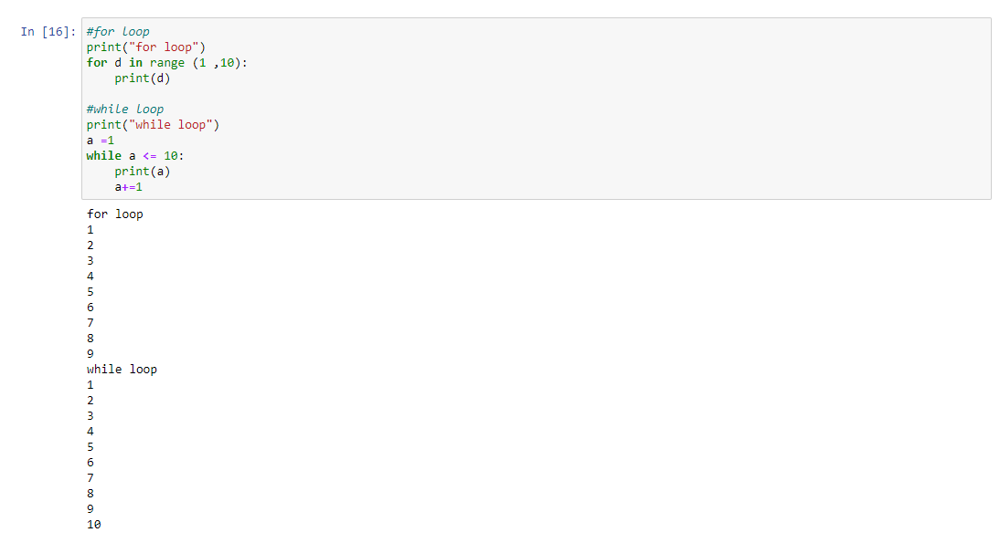 In [16]: #for loop
print("for loop")
for d in range (1 ,10):
    print(d)

#while loop
print("while loop")
a =1
while a <= 10:
    print(a)
    a+=1
for loop
1
2
3
4
5
6
7
8
9
while loop
1
2
3
4
5
6
7
8
9
10